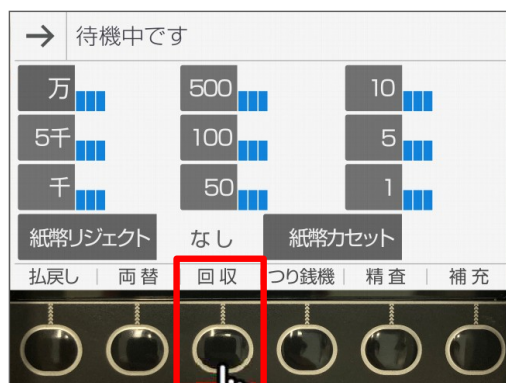 → 待機中です
万 500 10
5千 100 5
千 50 1
紙幣リジェクト なし 紙幣カセット
払戻し | 両替 | 回収 | つり銭機 | 精査 | 補充